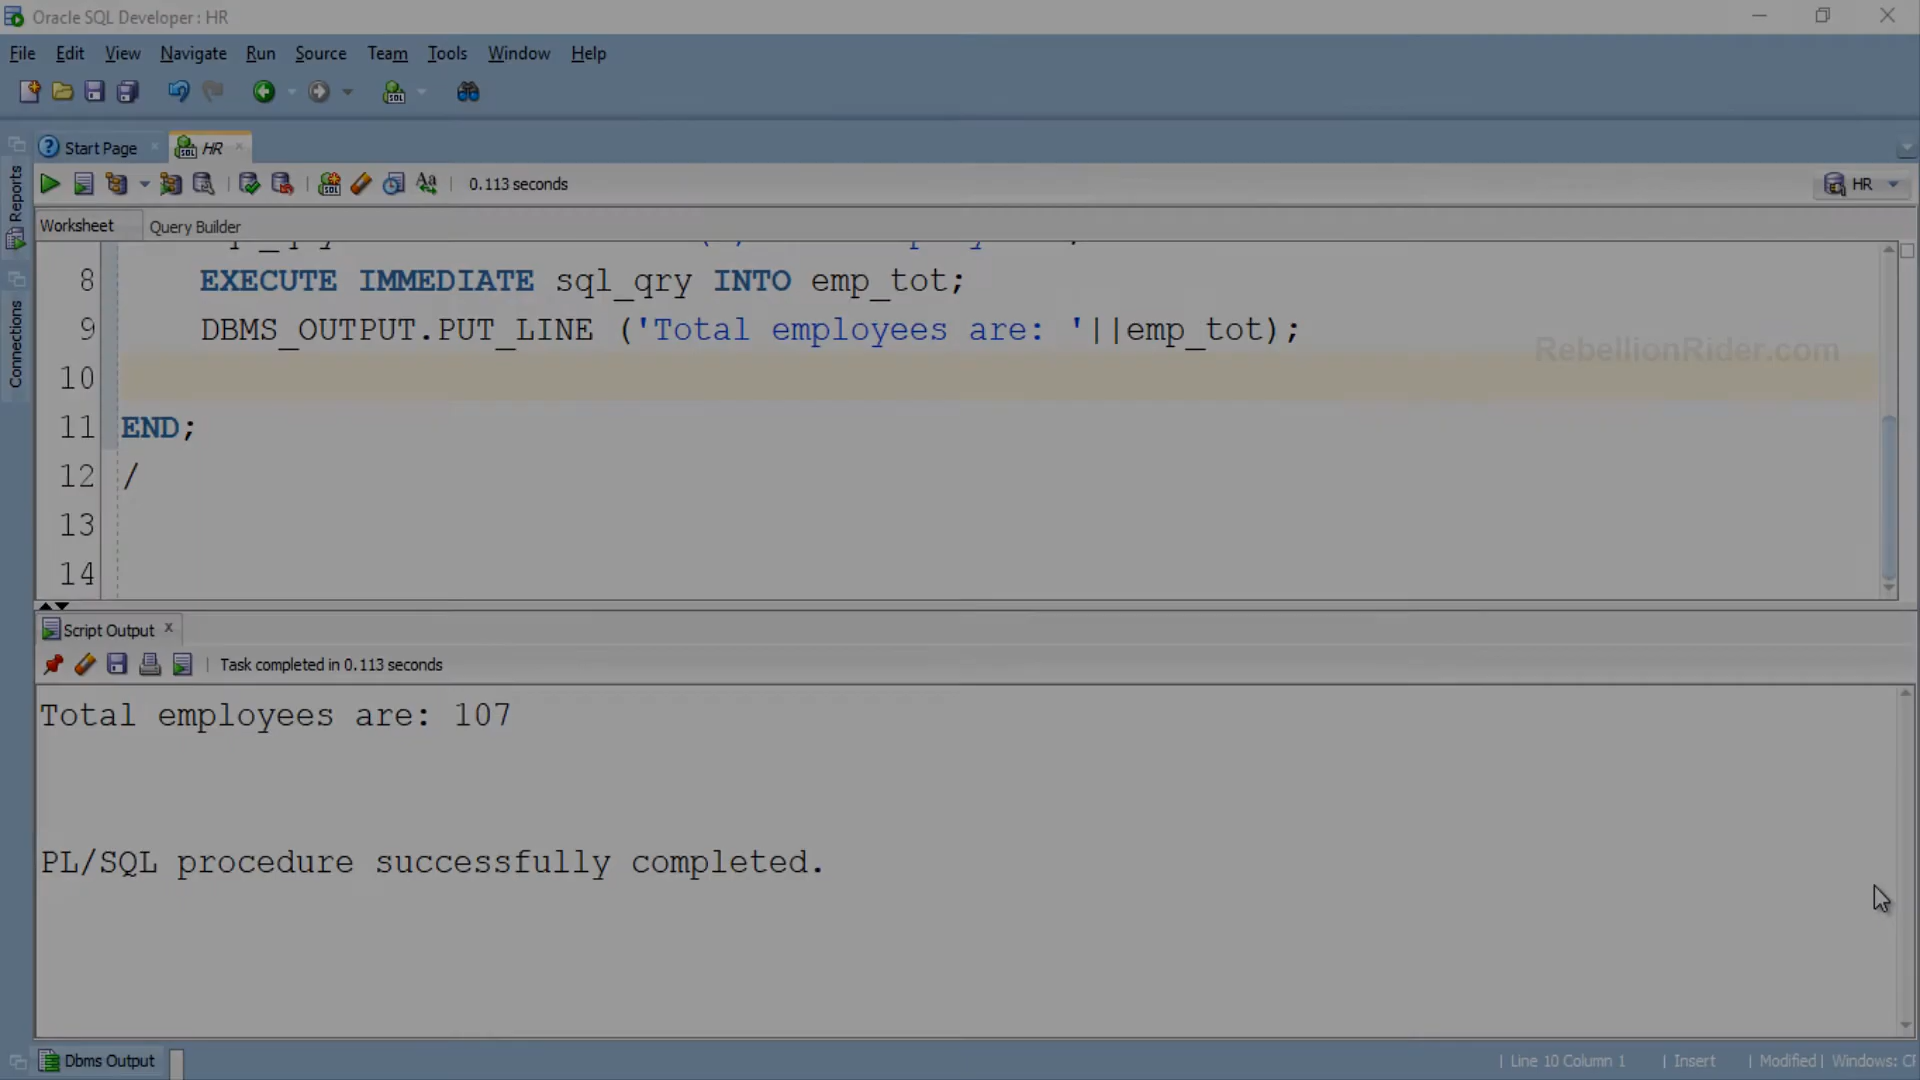 Oracle SQL Developer : HR
File Edit View Navigate Run Source Team Tools Window Help
Start Page HR
0.113 seconds HR
Worksheet Query Builder
Reports
Connections
8 EXECUTE IMMEDIATE sql_qry INTO emp_tot;
9 DBMS_OUTPUT.PUT_LINE ('Total employees are: '||emp_tot);
RebellionRider.com
10
11 END;
12 /
13
14
Script Output x
Task completed in 0.113 seconds
Total employees are: 107
PL/SQL procedure successfully completed.
Dbms Output | Line 10 Column 1 | Insert | Modified | Windows: